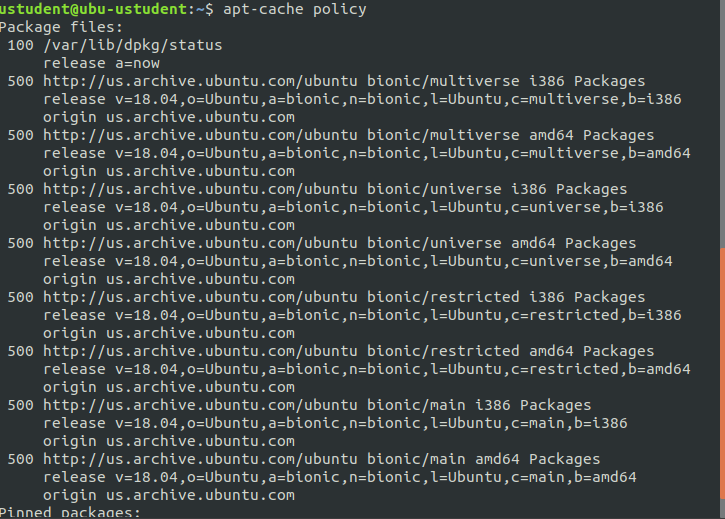 ustudent@ubu-ustudent:~$ apt-cache policy
Package files:
 100 /var/lib/dpkg/status
     release a=now
 500 http://us.archive.ubuntu.com/ubuntu bionic/multiverse i386 Packages
     release v=18.04,o=Ubuntu,a=bionic,n=bionic,l=Ubuntu,c=multiverse,b=i386
     origin us.archive.ubuntu.com
 500 http://us.archive.ubuntu.com/ubuntu bionic/multiverse amd64 Packages
     release v=18.04,o=Ubuntu,a=bionic,n=bionic,l=Ubuntu,c=multiverse,b=amd64
     origin us.archive.ubuntu.com
 500 http://us.archive.ubuntu.com/ubuntu bionic/universe i386 Packages
     release v=18.04,o=Ubuntu,a=bionic,n=bionic,l=Ubuntu,c=universe,b=i386
     origin us.archive.ubuntu.com
 500 http://us.archive.ubuntu.com/ubuntu bionic/universe amd64 Packages
     release v=18.04,o=Ubuntu,a=bionic,n=bionic,l=Ubuntu,c=universe,b=amd64
     origin us.archive.ubuntu.com
 500 http://us.archive.ubuntu.com/ubuntu bionic/restricted i386 Packages
     release v=18.04,o=Ubuntu,a=bionic,n=bionic,l=Ubuntu,c=restricted,b=i386
     origin us.archive.ubuntu.com
 500 http://us.archive.ubuntu.com/ubuntu bionic/restricted amd64 Packages
     release v=18.04,o=Ubuntu,a=bionic,n=bionic,l=Ubuntu,c=restricted,b=amd64
     origin us.archive.ubuntu.com
 500 http://us.archive.ubuntu.com/ubuntu bionic/main i386 Packages
     release v=18.04,o=Ubuntu,a=bionic,n=bionic,l=Ubuntu,c=main,b=i386
     origin us.archive.ubuntu.com
 500 http://us.archive.ubuntu.com/ubuntu bionic/main amd64 Packages
     release v=18.04,o=Ubuntu,a=bionic,n=bionic,l=Ubuntu,c=main,b=amd64
     origin us.archive.ubuntu.com
Pinned packages: